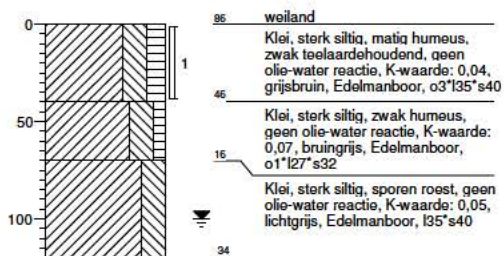 0
50
100
1
86 weiland
Klei, sterk siltig, matig humeus,
zwak teelaardehoudend, geen
olie-water reactie, K-waarde: 0,04,
grijsbruin, Edelmanboor, o3*l35*s40
46
Klei, sterk siltig, zwak humeus,
geen olie-water reactie, K-waarde:
0,07, bruingrijs, Edelmanboor,
o1*l27*s32
16
Klei, sterk siltig, sporen roest, geen
olie-water reactie, K-waarde: 0,05,
lichtgrijs, Edelmanboor, l35*s40
34